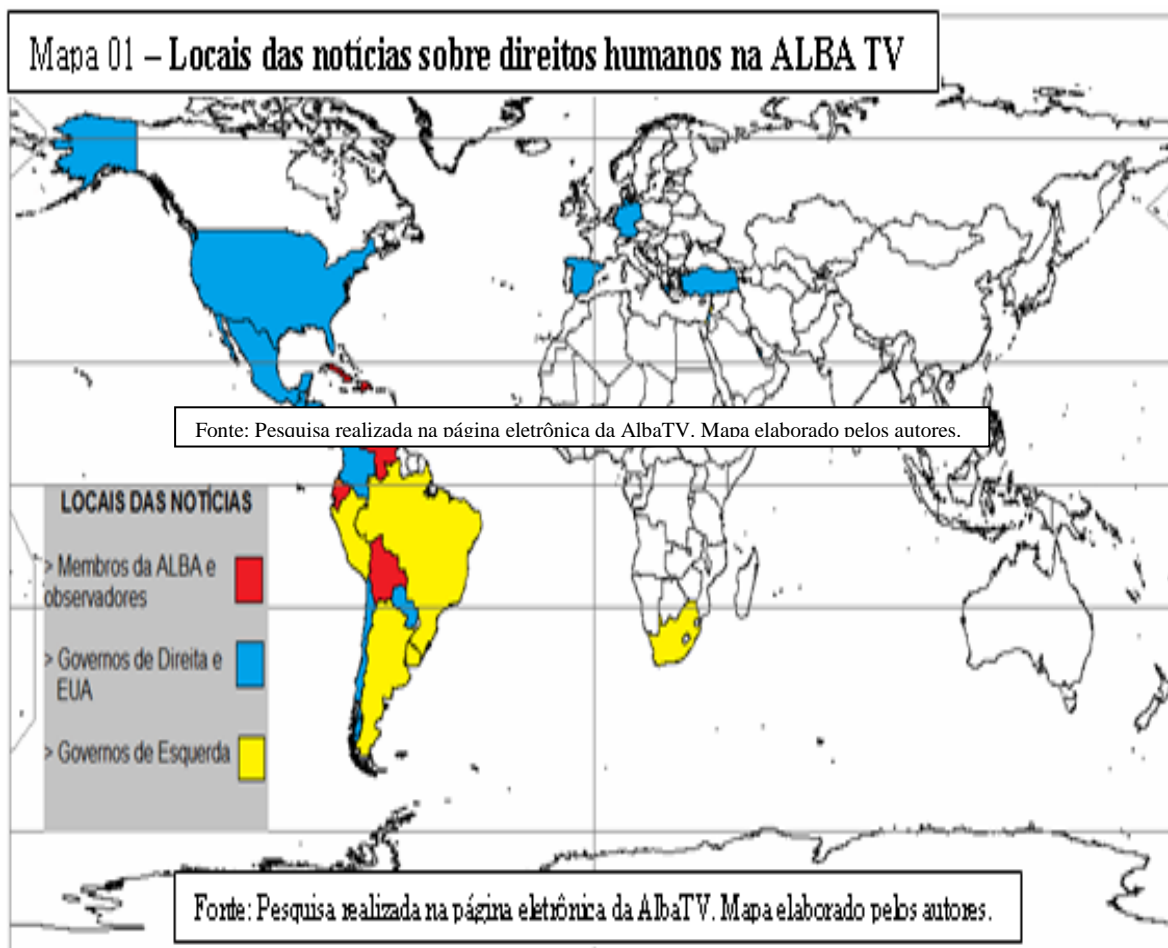 Mapa 01 – Locais das notícias sobre direitos humanos na ALBA TV
Fonte: Pesquisa realizada na página eletrônica da AlbaTV. Mapa elaborado pelos autores.
LOCAIS DAS NOTÍCIAS
> Membros da ALBA e
observadores
> Governos de Direita e
EUA
> Governos de Esquerda
Fonte: Pesquisa realizada na página eletrônica da AlbaTV. Mapa elaborado pelos autores.